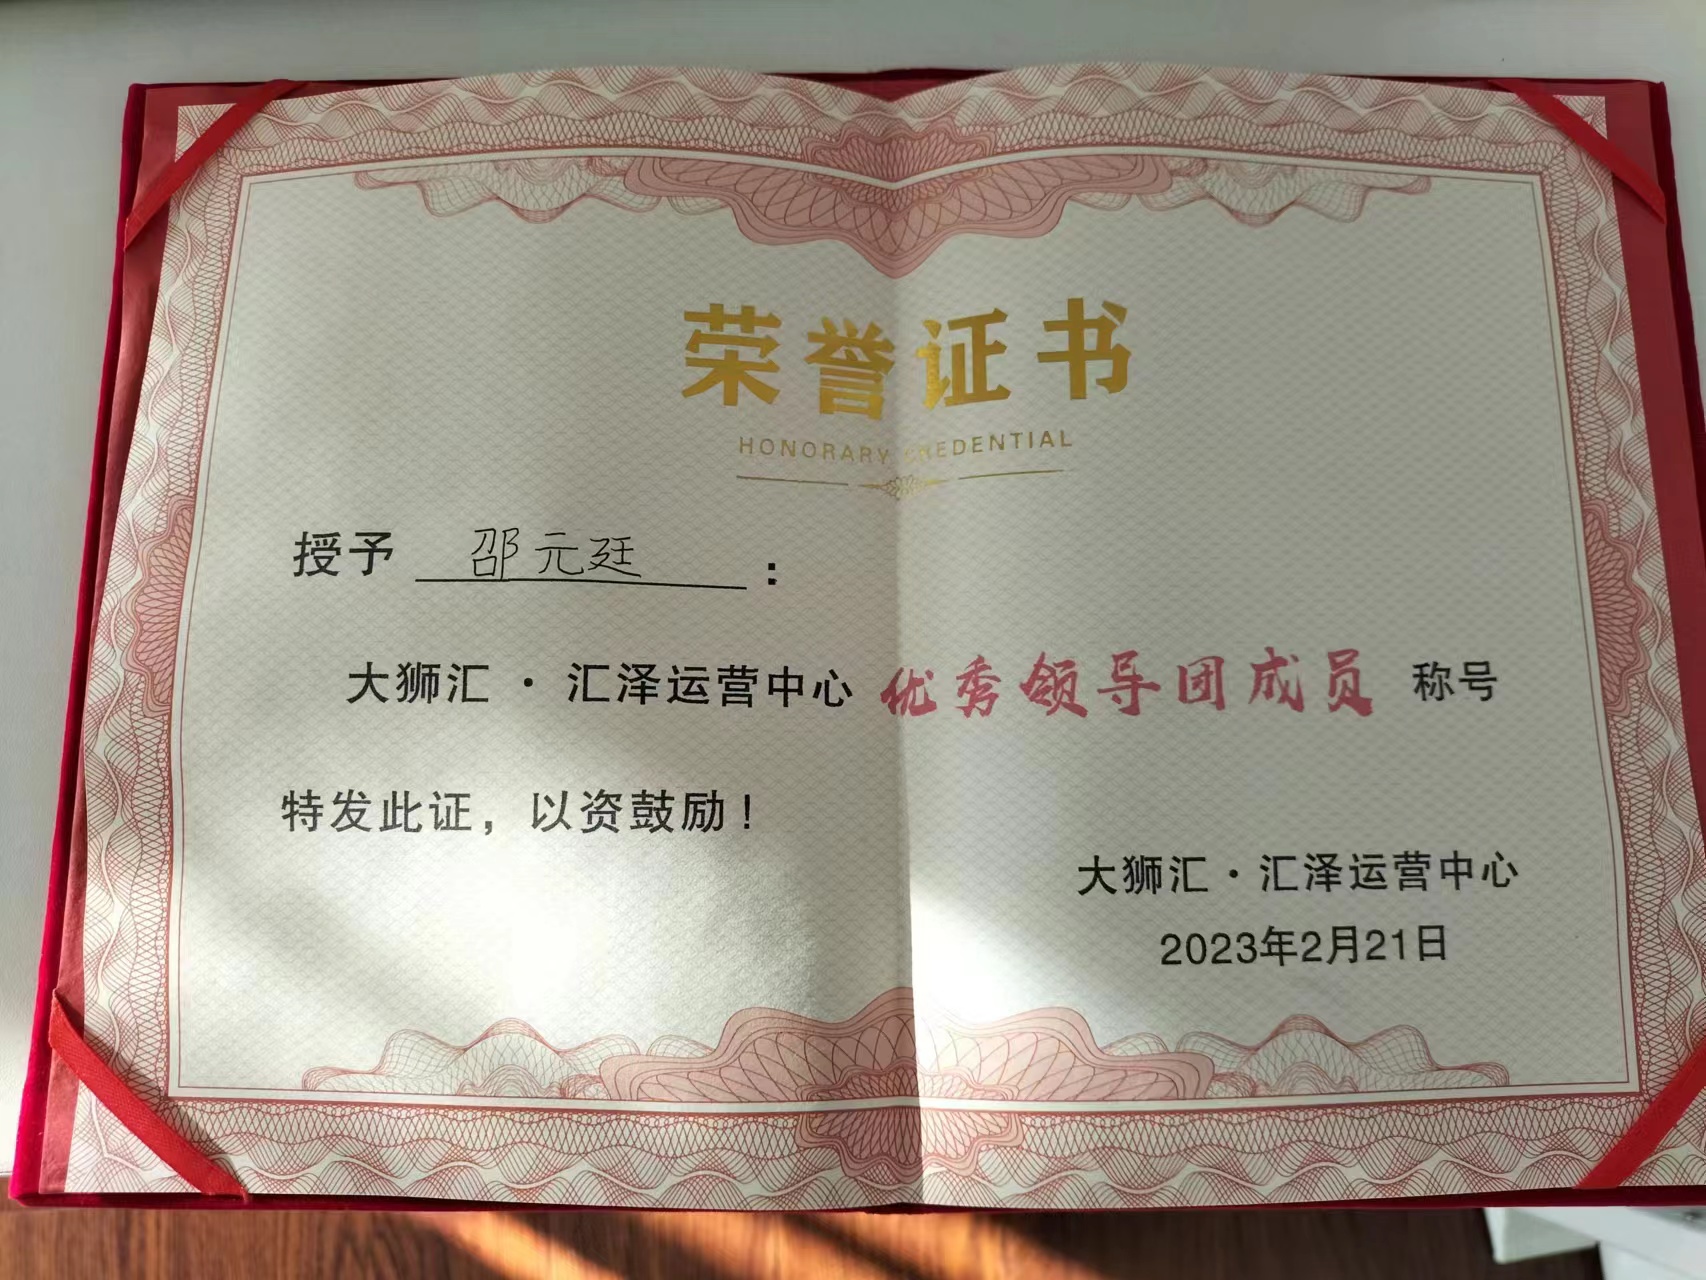 荣誉证书
HONORARY CREDENTIAL
授予 邵元廷：
大狮汇·汇泽运营中心 优秀领导团成员 称号
特发此证，以资鼓励！
大狮汇·汇泽运营中心
2023年2月21日